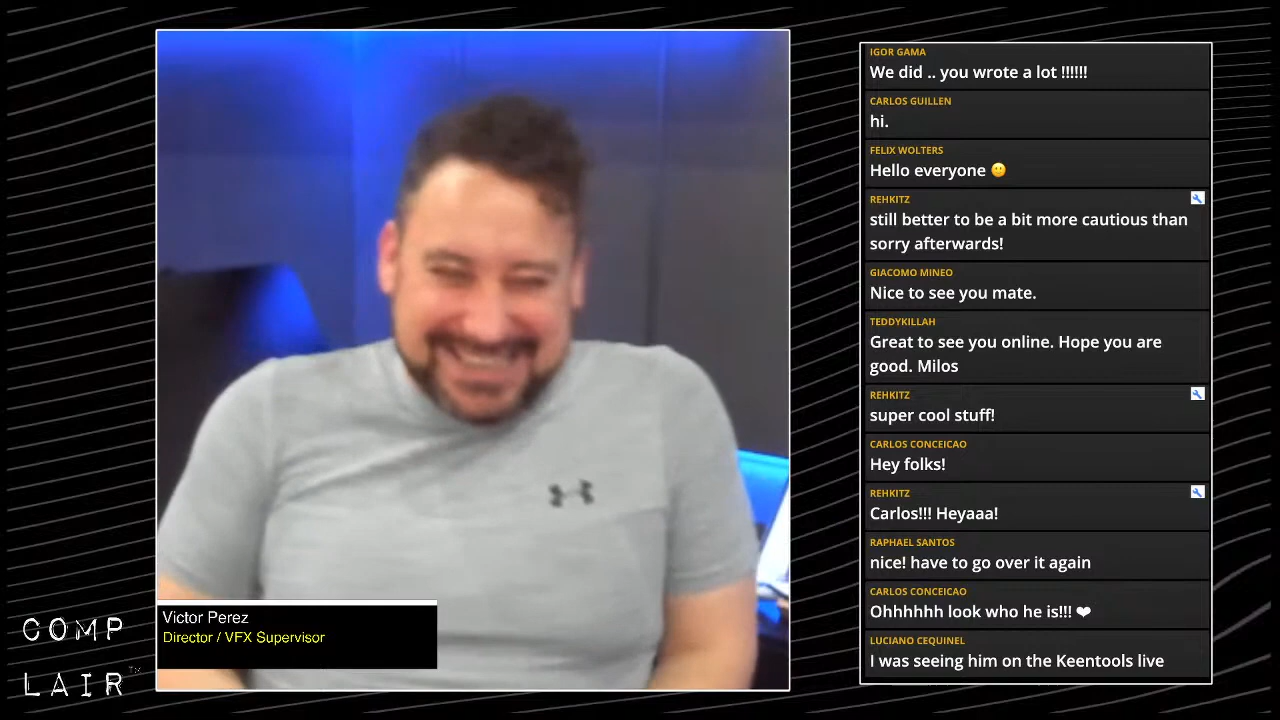 IGOR GAMA
We did .. you wrote a lot !!!!!!
CARLOS GUILLEN
hi.
FELIX WOLTERS
Hello everyone 🙂
REHKITZ
still better to be a bit more cautious than
sorry afterwards!
GIACOMO MINEO
Nice to see you mate.
TEDDYKILLAH
Great to see you online. Hope you are
good. Milos
REHKITZ
super cool stuff!
CARLOS CONCEICAO
Hey folks!
REHKITZ
Carlos!!! Heyaaa!
RAPHAEL SANTOS
nice! have to go over it again
CARLOS CONCEICAO
Ohhhhhh look who he is!!! ❤
LUCIANO CEQUINEL
I was seeing him on the Keentools live
Victor Perez
Director / VFX Supervisor
COMP
LAIR™